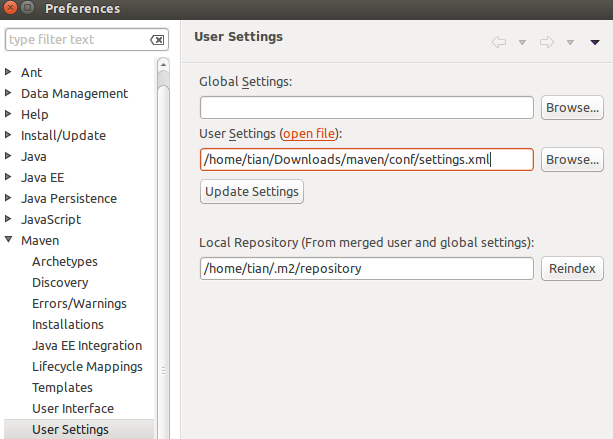 Preferences
type filter text
Ant
Data Management
Help
Install/Update
Java
Java EE
Java Persistence
JavaScript
Maven
Archetypes
Discovery
Errors/Warnings
Installations
Java EE Integration
Lifecycle Mappings
Templates
User Interface
User Settings
User Settings
Global Settings:
Browse...
User Settings (open file):
/home/tian/Downloads/maven/conf/settings.xml Browse...
Update Settings
Local Repository (From merged user and global settings):
/home/tian/.m2/repository Reindex